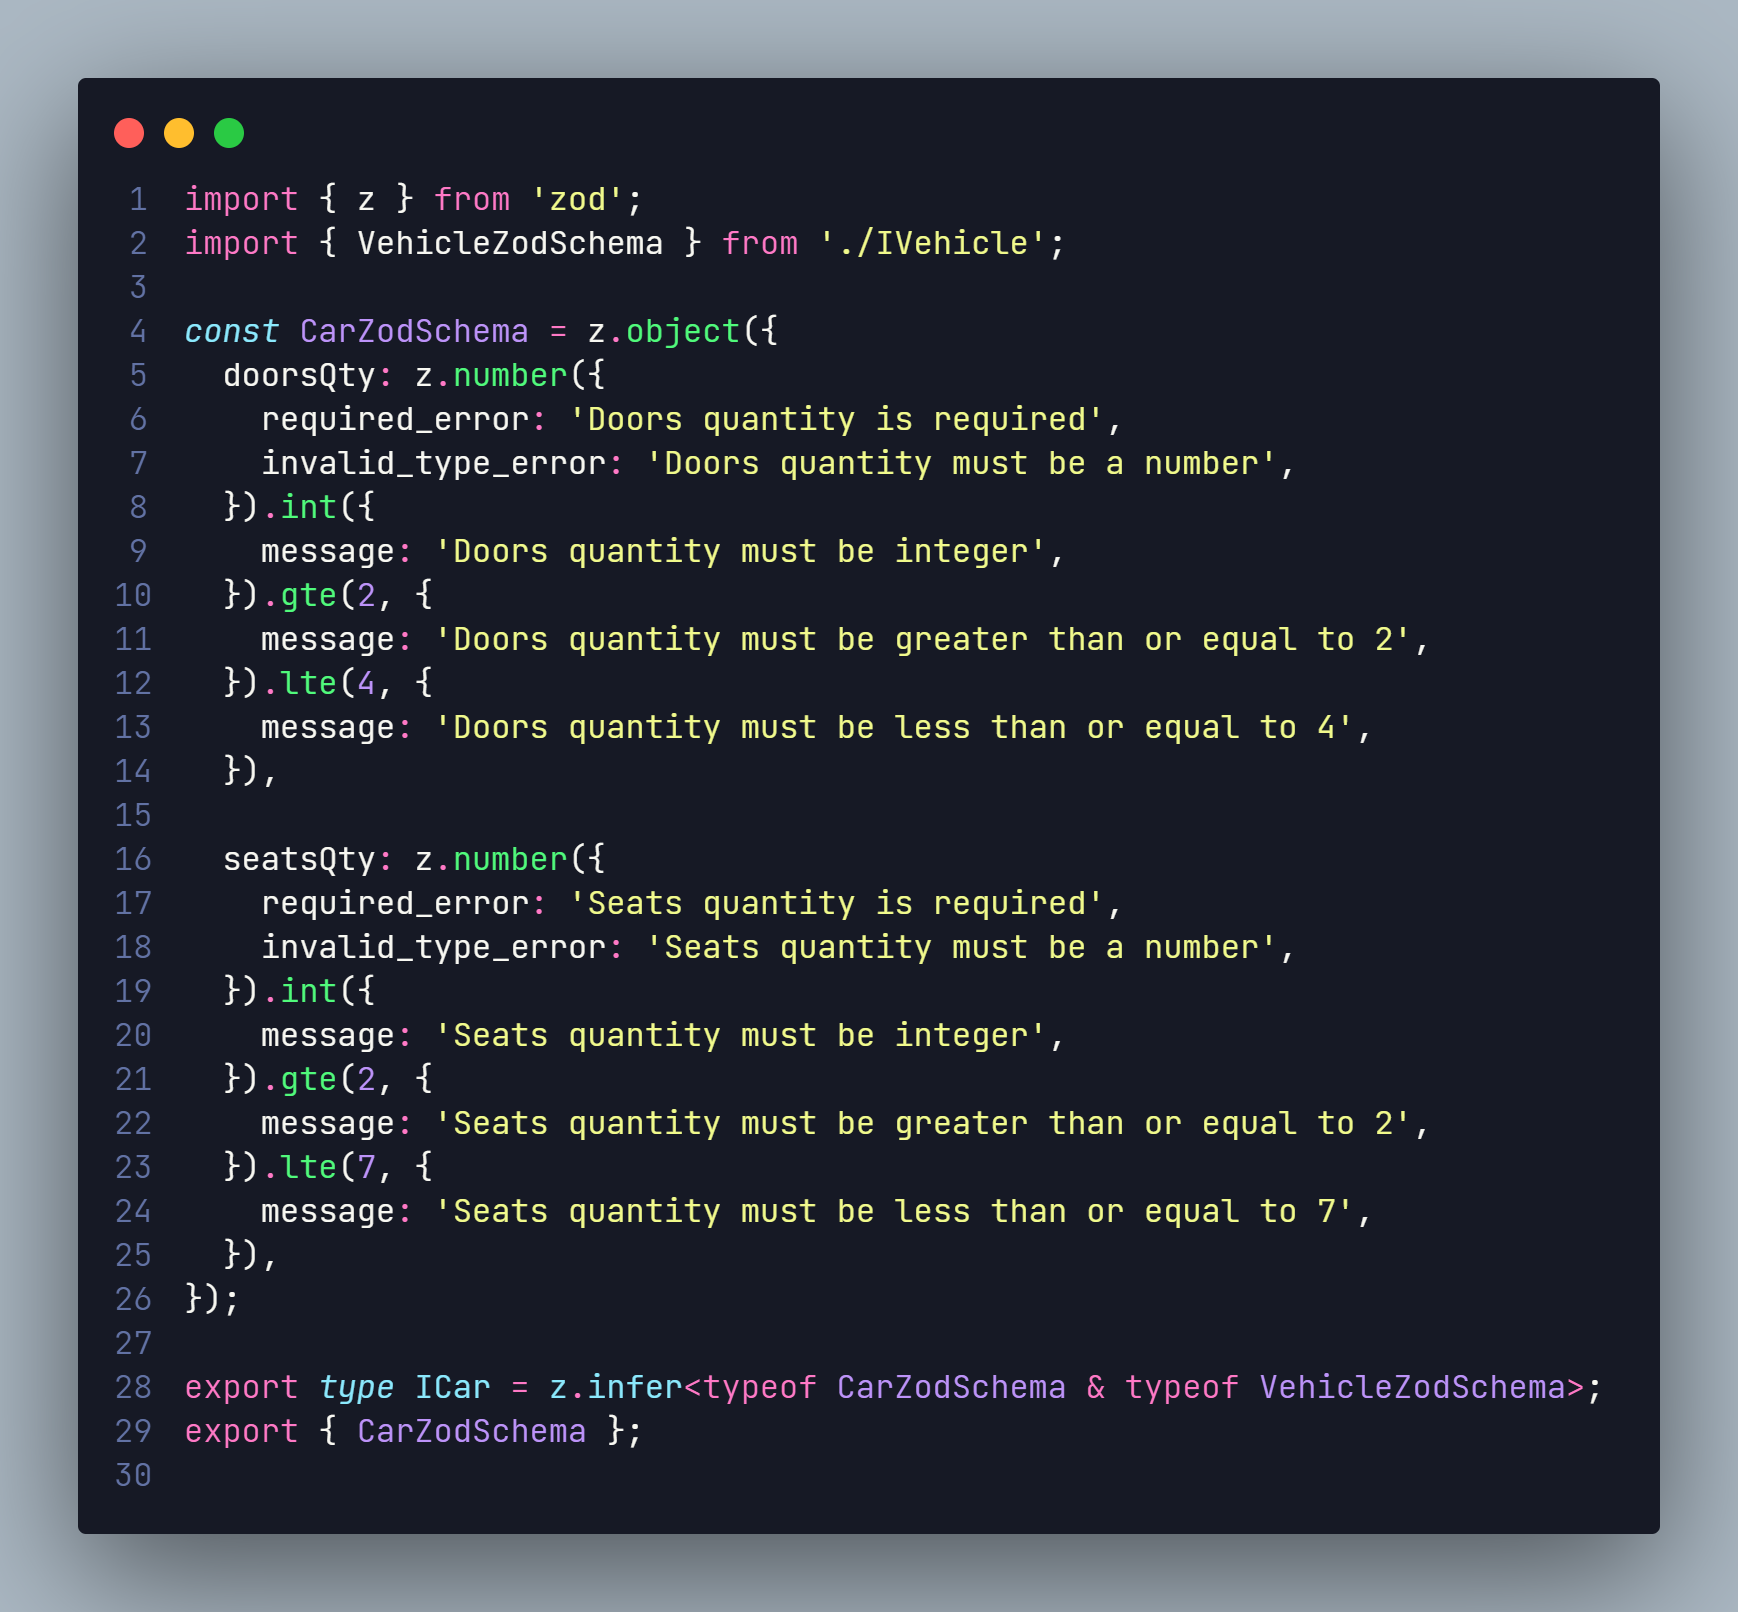 1 import { z } from 'zod';
2 import { VehicleZodSchema } from './IVehicle';
3
4 const CarZodSchema = z.object({
5   doorsQty: z.number({
6     required_error: 'Doors quantity is required',
7     invalid_type_error: 'Doors quantity must be a number',
8   }).int({
9     message: 'Doors quantity must be integer',
10   }).gte(2, {
11     message: 'Doors quantity must be greater than or equal to 2',
12   }).lte(4, {
13     message: 'Doors quantity must be less than or equal to 4',
14   }),
15
16   seatsQty: z.number({
17     required_error: 'Seats quantity is required',
18     invalid_type_error: 'Seats quantity must be a number',
19   }).int({
20     message: 'Seats quantity must be integer',
21   }).gte(2, {
22     message: 'Seats quantity must be greater than or equal to 2',
23   }).lte(7, {
24     message: 'Seats quantity must be less than or equal to 7',
25   }),
26 });
27
28 export type ICar = z.infer<typeof CarZodSchema & typeof VehicleZodSchema>;
29 export { CarZodSchema };
30